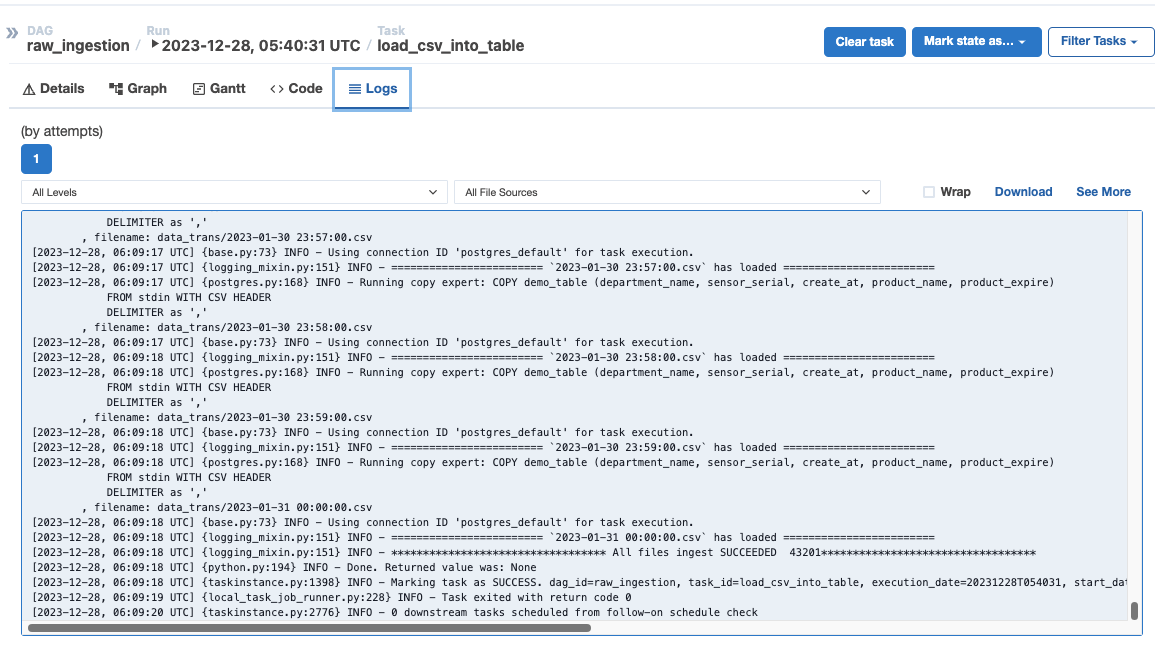 DAG Run Task
raw_ingestion / 2023-12-28, 05:40:31 UTC / load_csv_into_table
Clear task Mark state as... Filter Tasks
Details Graph Gantt Code Logs
(by attempts)
1
All Levels All File Sources Wrap Download See More
DELIMITER as ','
, filename: data_trans/2023-01-30 23:57:00.csv
[2023-12-28, 06:09:17 UTC] {base.py:73} INFO - Using connection ID 'postgres_default' for task execution.
[2023-12-28, 06:09:17 UTC] {logging_mixin.py:151} INFO - ======================== `2023-01-30 23:57:00.csv` has loaded ========================
[2023-12-28, 06:09:17 UTC] {postgres.py:168} INFO - Running copy expert: COPY demo_table (department_name, sensor_serial, create_at, product_name, product_expire)
FROM stdin WITH CSV HEADER
DELIMITER as ','
, filename: data_trans/2023-01-30 23:58:00.csv
[2023-12-28, 06:09:17 UTC] {base.py:73} INFO - Using connection ID 'postgres_default' for task execution.
[2023-12-28, 06:09:18 UTC] {logging_mixin.py:151} INFO - ======================== `2023-01-30 23:58:00.csv` has loaded ========================
[2023-12-28, 06:09:18 UTC] {postgres.py:168} INFO - Running copy expert: COPY demo_table (department_name, sensor_serial, create_at, product_name, product_expire)
FROM stdin WITH CSV HEADER
DELIMITER as ','
, filename: data_trans/2023-01-30 23:59:00.csv
[2023-12-28, 06:09:18 UTC] {base.py:73} INFO - Using connection ID 'postgres_default' for task execution.
[2023-12-28, 06:09:18 UTC] {logging_mixin.py:151} INFO - ======================== `2023-01-30 23:59:00.csv` has loaded ========================
[2023-12-28, 06:09:18 UTC] {postgres.py:168} INFO - Running copy expert: COPY demo_table (department_name, sensor_serial, create_at, product_name, product_expire)
FROM stdin WITH CSV HEADER
DELIMITER as ','
, filename: data_trans/2023-01-31 00:00:00.csv
[2023-12-28, 06:09:18 UTC] {base.py:73} INFO - Using connection ID 'postgres_default' for task execution.
[2023-12-28, 06:09:18 UTC] {logging_mixin.py:151} INFO - ======================== `2023-01-31 00:00:00.csv` has loaded ========================
[2023-12-28, 06:09:18 UTC] {logging_mixin.py:151} INFO - ********************************** All files ingest SUCCEEDED  43201**********************************
[2023-12-28, 06:09:18 UTC] {python.py:194} INFO - Done. Returned value was: None
[2023-12-28, 06:09:18 UTC] {taskinstance.py:1398} INFO - Marking task as SUCCESS. dag_id=raw_ingestion, task_id=load_csv_into_table, execution_date=20231228T054031, start_dat
[2023-12-28, 06:09:19 UTC] {local_task_job_runner.py:228} INFO - Task exited with return code 0
[2023-12-28, 06:09:20 UTC] {taskinstance.py:2776} INFO - 0 downstream tasks scheduled from follow-on schedule check